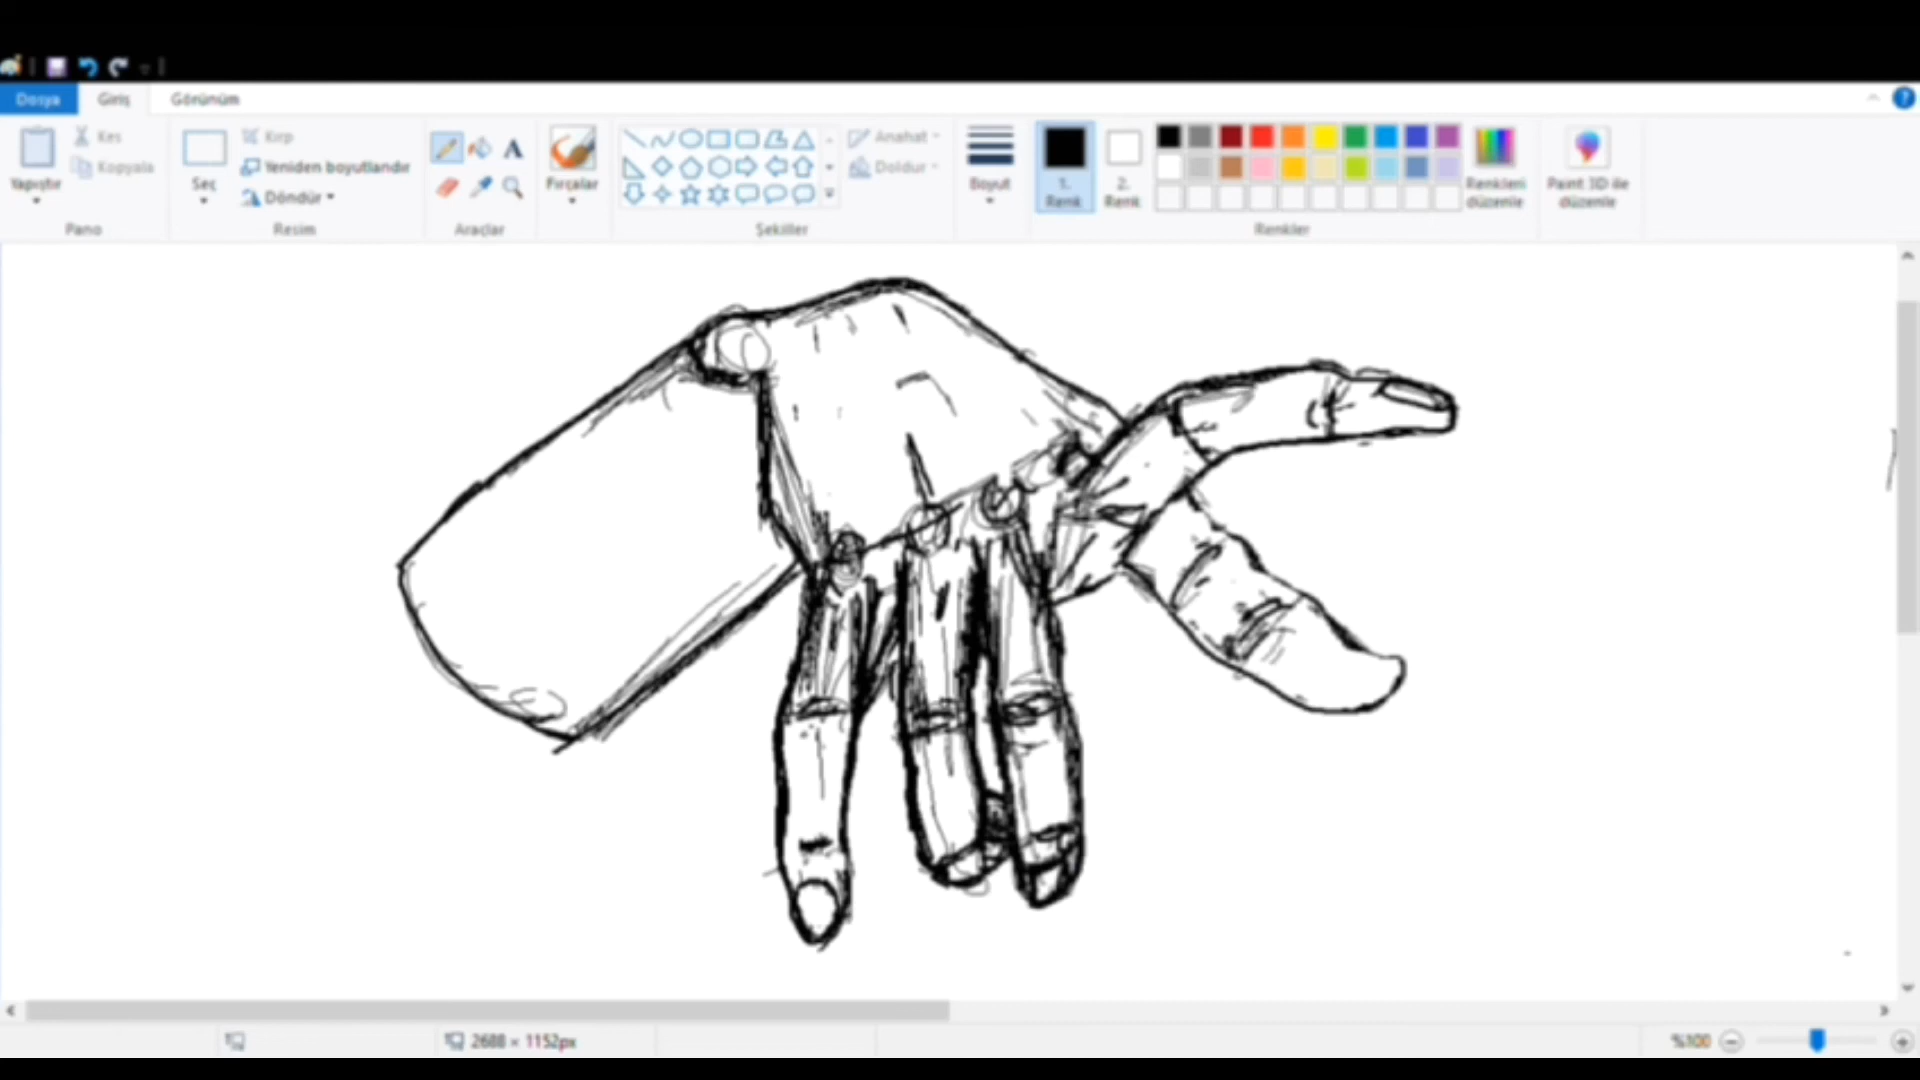 Dosya Giriş Görünüm
Yapıştır
Kes
Kopyala
Pano
Seç
Kırp
Yeniden boyutlandır
Döndür
Resim
A
Araçlar
Fırçalar
Şekiller
Anahat
Doldur
Boyut
1.
Renk
2.
Renk
Renkler
Renkleri
düzenle
Paint 3D ile
düzenle
?
2688 × 1152px
%100